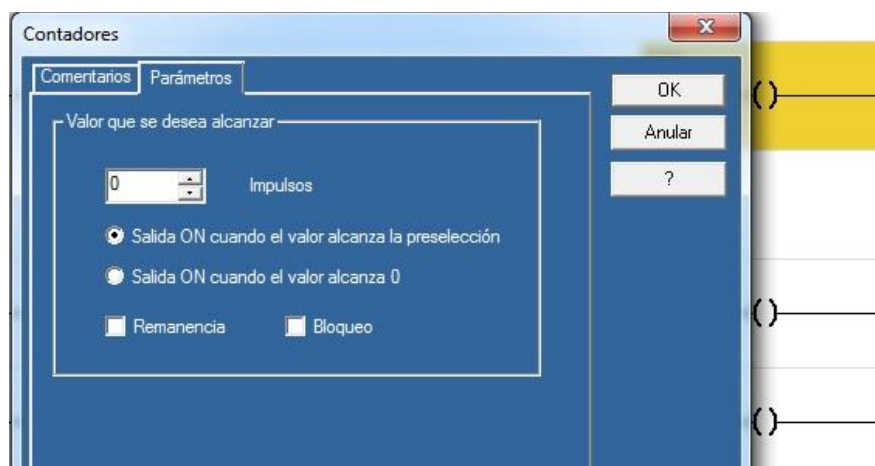 Contadores
Comentarios Parámetros
OK
Anular
?
Valor que se desea alcanzar
0 Impulsos
Salida ON cuando el valor alcanza la preselección
Salida ON cuando el valor alcanza 0
Remanencia Bloqueo